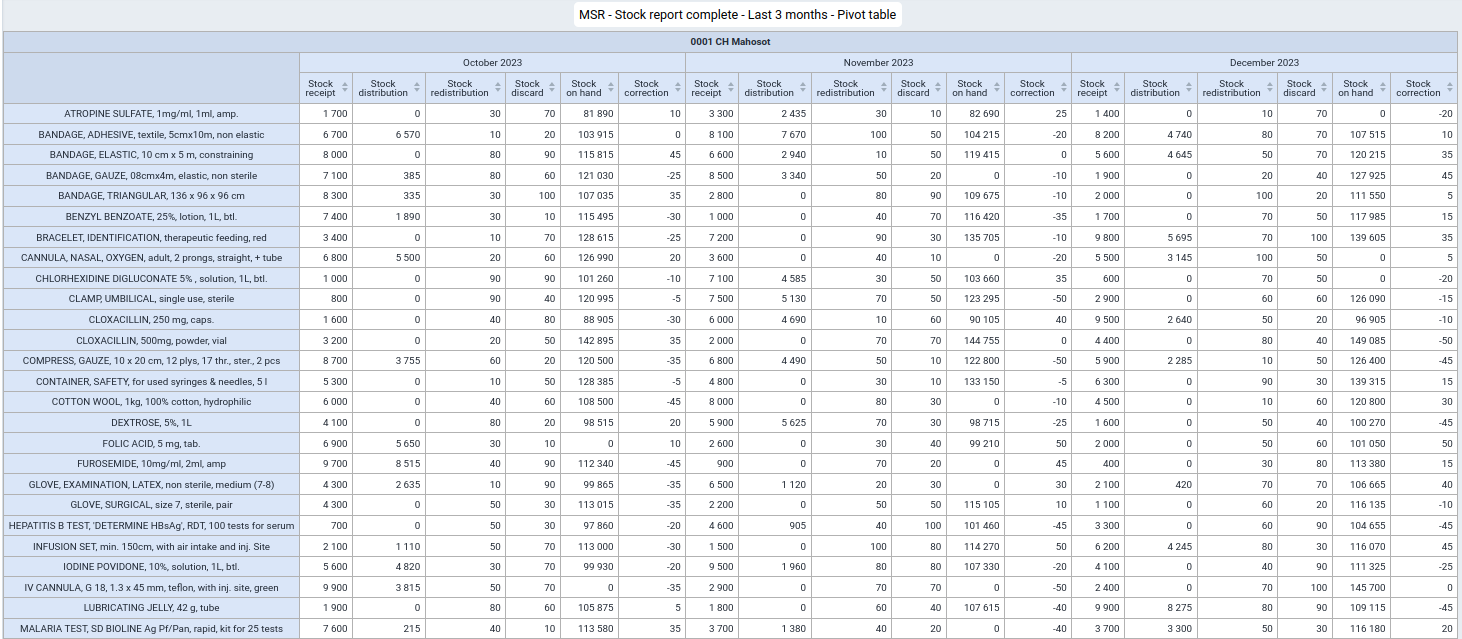 MSR - Stock report complete - Last 3 months - Pivot table
0001 CH Mahosot
October 2023 November 2023 December 2023
Stock receipt Stock distribution Stock redistribution Stock discard Stock on hand Stock correction Stock receipt Stock distribution Stock redistribution Stock discard Stock on hand Stock correction Stock receipt Stock distribution Stock redistribution Stock discard Stock on hand Stock correction
ATROPINE SULFATE, 1mg/ml, 1ml, amp. 1 700 0 30 70 81 890 10 3 300 2 435 30 10 82 690 25 1 400 0 10 70 0 -20
BANDAGE, ADHESIVE, textile, 5cmx10m, non elastic 6 700 6 570 10 20 103 915 0 8 100 7 670 100 50 104 215 -20 8 200 4 740 80 70 107 515 10
BANDAGE, ELASTIC, 10 cm x 5 m, constraining 8 000 0 80 90 115 815 45 6 600 2 940 10 50 119 415 0 5 600 4 645 50 70 120 215 35
BANDAGE, GAUZE, 08cmx4m, elastic, non sterile 7 100 385 80 60 121 030 -25 8 500 3 340 50 20 0 -10 1 900 0 20 40 127 925 45
BANDAGE, TRIANGULAR, 136 x 96 x 96 cm 8 300 335 30 100 107 035 35 2 800 0 80 90 109 675 -10 2 000 0 100 20 111 550 5
BENZYL BENZOATE, 25%, lotion, 1L, btl. 7 400 1 890 30 10 115 495 -30 1 000 0 40 70 116 420 -35 1 700 0 70 50 117 985 15
BRACELET, IDENTIFICATION, therapeutic feeding, red 3 400 0 10 70 128 615 -25 7 200 0 90 30 135 705 -10 9 800 5 695 70 100 139 605 35
CANNULA, NASAL, OXYGEN, adult, 2 prongs, straight, + tube 6 800 5 500 20 60 126 990 20 3 600 0 40 10 0 -20 5 500 3 145 100 50 0 5
CHLORHEXIDINE DIGLUCONATE 5% , solution, 1L, btl. 1 000 0 90 90 101 260 -10 7 100 4 585 30 50 103 660 35 600 0 70 50 0 -20
CLAMP, UMBILICAL, single use, sterile 800 0 90 40 120 995 -5 7 500 5 130 70 50 123 295 -50 2 900 0 60 60 126 090 -15
CLOXACILLIN, 250 mg, caps. 1 600 0 40 80 88 905 -30 6 000 4 690 10 60 90 105 40 9 500 2 640 50 20 96 905 -10
CLOXACILLIN, 500mg, powder, vial 3 200 0 20 50 142 895 35 2 000 0 70 70 144 755 0 4 400 0 80 40 149 085 -50
COMPRESS, GAUZE, 10 x 20 cm, 12 plys, 17 thr., ster., 2 pcs 8 700 3 755 60 20 120 500 -35 6 800 4 490 50 10 122 800 -50 5 900 2 285 10 50 126 400 -45
CONTAINER, SAFETY, for used syringes & needles, 5 l 5 300 0 10 50 128 385 -5 4 800 0 30 10 133 150 -5 6 300 0 90 30 139 315 15
COTTON WOOL, 1kg, 100% cotton, hydrophilic 6 000 0 40 60 108 500 -45 8 000 0 80 30 0 -10 4 500 0 10 60 120 800 30
DEXTROSE, 5%, 1L 4 100 0 80 20 98 515 20 5 900 5 625 70 30 98 715 -25 1 600 0 50 40 100 270 -45
FOLIC ACID, 5 mg, tab. 6 900 5 650 30 10 0 10 2 600 0 30 40 99 210 50 2 000 0 50 60 101 050 50
FUROSEMIDE, 10mg/ml, 2ml, amp 9 700 8 515 40 90 112 340 -45 900 0 70 20 0 45 400 0 30 80 113 380 15
GLOVE, EXAMINATION, LATEX, non sterile, medium (7-8) 4 300 2 635 10 90 99 865 -35 6 500 1 120 20 30 0 30 2 100 420 70 70 106 665 40
GLOVE, SURGICAL, size 7, sterile, pair 4 300 0 50 30 113 015 -35 2 200 0 50 50 115 105 10 1 100 0 60 20 116 135 -10
HEPATITIS B TEST, 'DETERMINE HBsAg', RDT, 100 tests for serum 700 0 50 30 97 860 -20 4 600 905 40 100 101 460 -45 3 300 0 60 90 104 655 -45
INFUSION SET, min. 150cm, with air intake and inj. Site 2 100 1 110 50 70 113 000 -30 1 500 0 100 80 114 270 50 6 200 4 245 80 30 116 070 45
IODINE POVIDONE, 10%, solution, 1L, btl. 5 600 4 820 30 70 99 930 -20 9 500 1 960 80 80 107 330 -20 4 100 0 40 90 111 325 -25
IV CANNULA, G 18, 1.3 x 45 mm, teflon, with inj. site, green 9 900 3 815 50 70 0 -35 2 900 0 70 70 0 -50 2 400 0 70 100 145 700 0
LUBRICATING JELLY, 42 g, tube 1 900 0 80 60 105 875 5 1 800 0 60 40 107 615 -40 9 900 8 275 80 90 109 115 -45
MALARIA TEST, SD BIOLINE Ag Pf/Pan, rapid, kit for 25 tests 7 600 215 40 10 113 580 35 3 700 1 380 40 20 0 -40 3 700 3 300 50 30 116 180 20